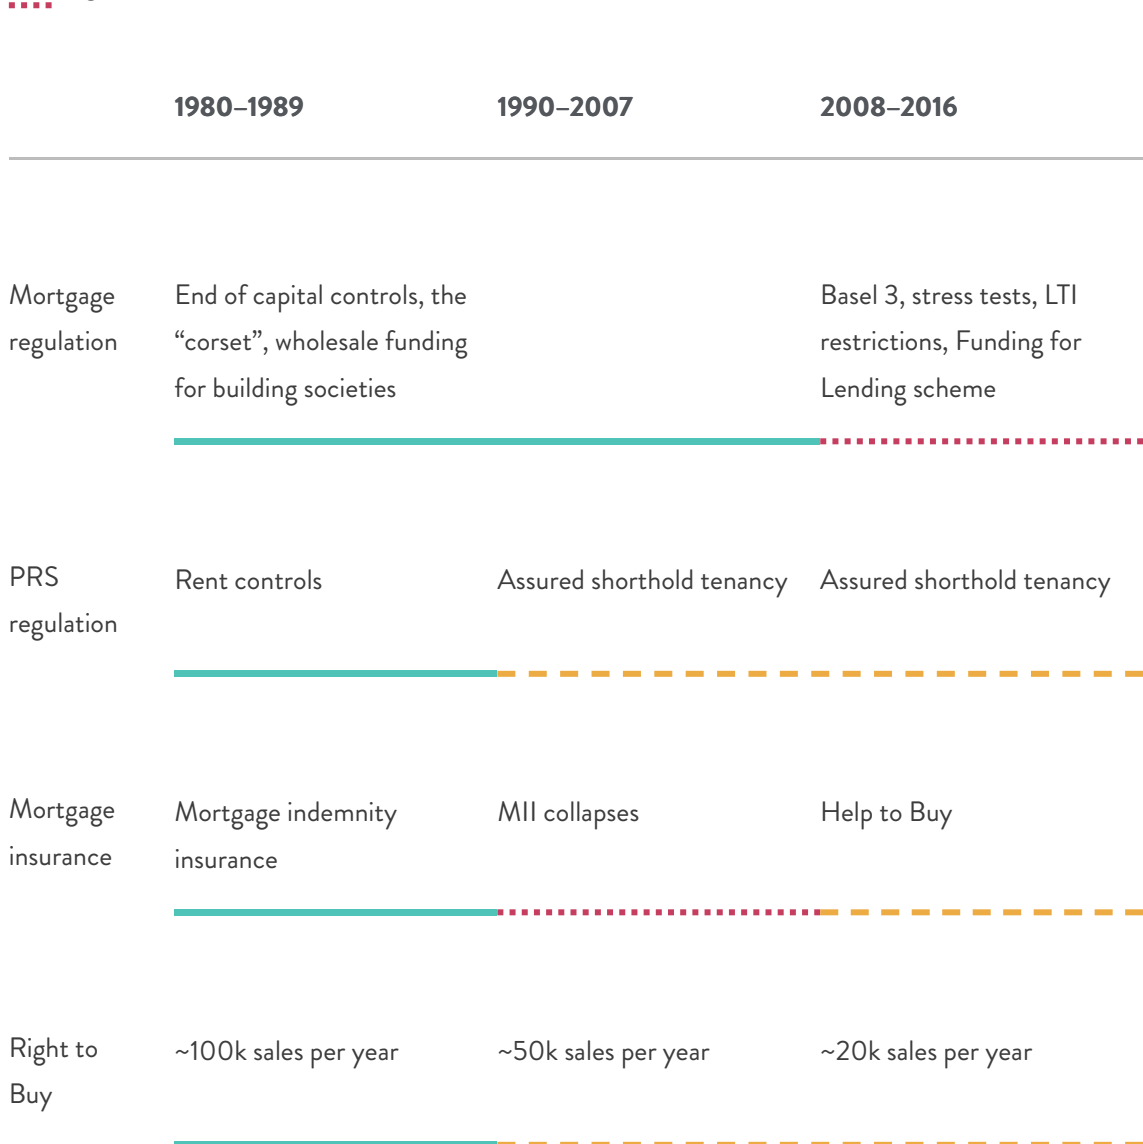 1980–1989 1990–2007 2008–2016
Mortgage
regulation
End of capital controls, the
“corset”, wholesale funding
for building societies
Basel 3, stress tests, LTI
restrictions, Funding for
Lending scheme
PRS
regulation
Rent controls
Assured shorthold tenancy
Assured shorthold tenancy
Mortgage
insurance
Mortgage indemnity
insurance
MII collapses
Help to Buy
Right to
Buy
~100k sales per year
~50k sales per year
~20k sales per year